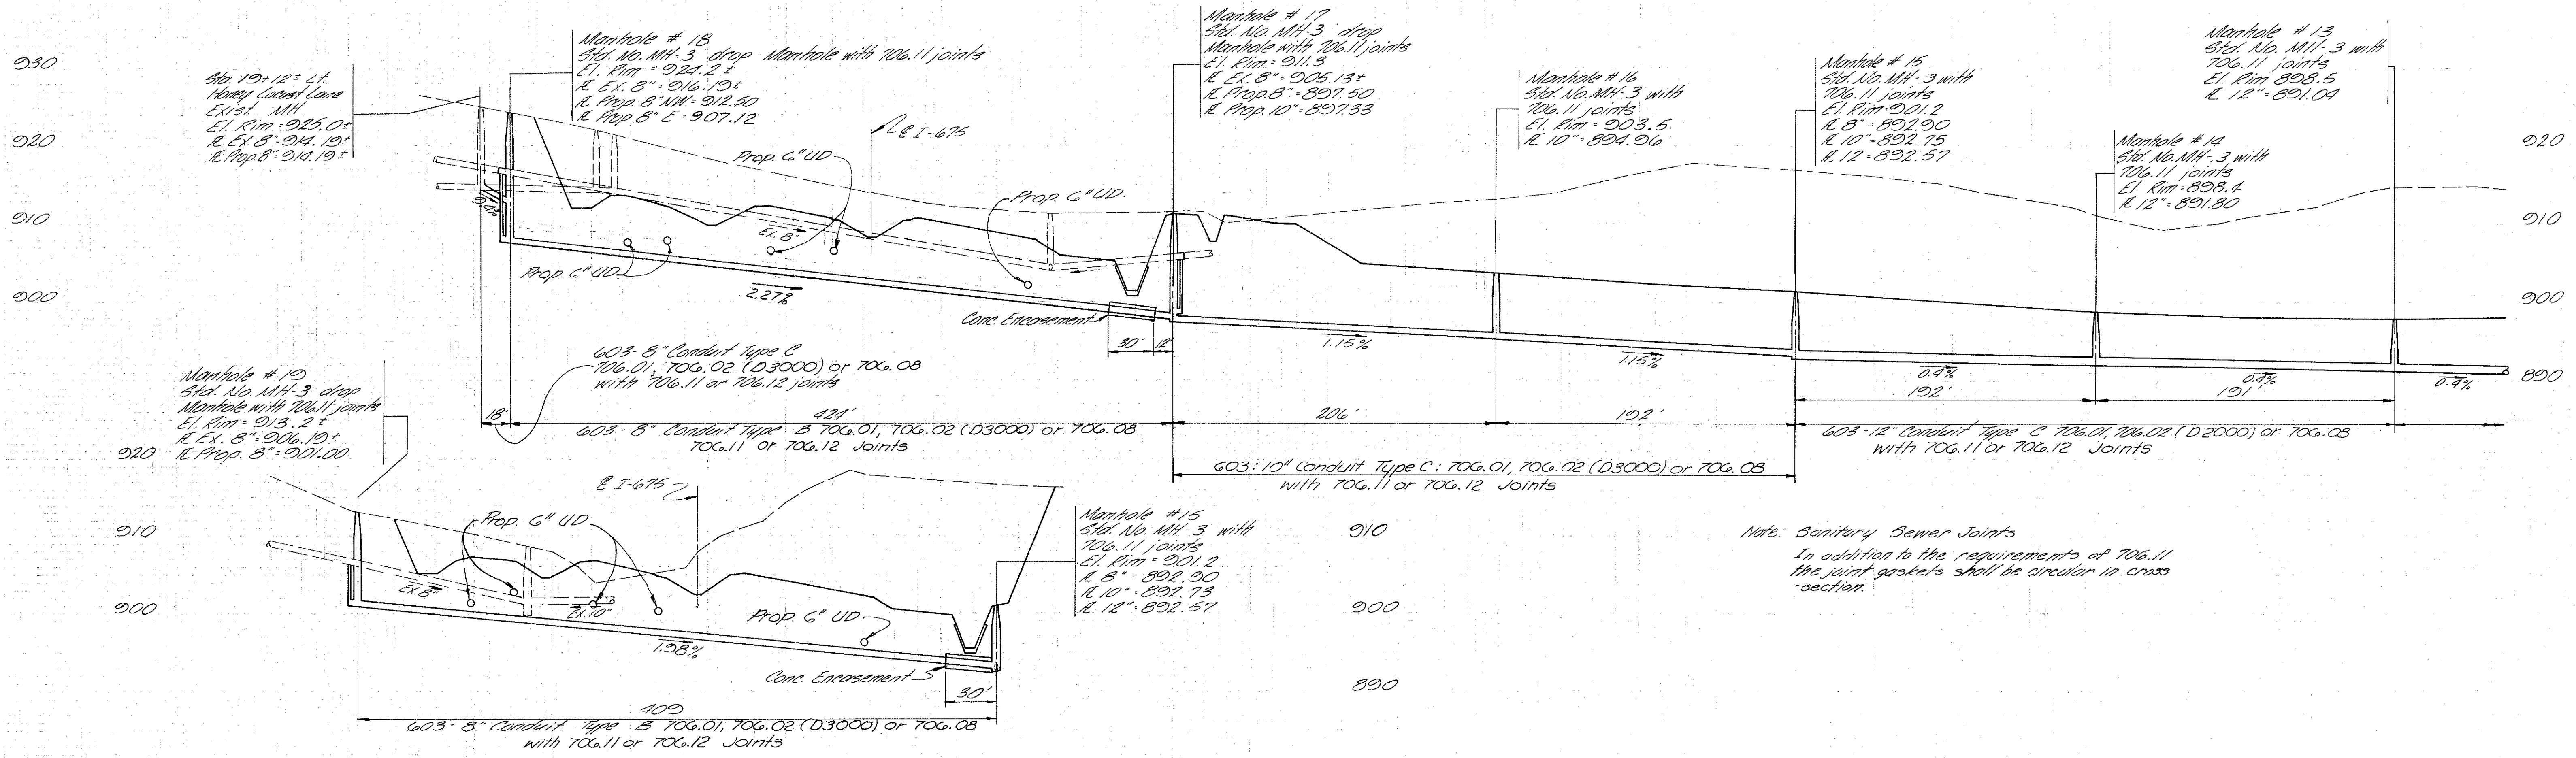 930
920
910
900
Sta. 19+12± Lt.
Honey Locust Lane
Exist. MH
El. Rim = 925.0±
℄ Ex. 8" = 914.19±
℄ Prop. 8" = 914.19±
Manhole # 18
Std. No. MH-3 drop Manhole with 706.11 joints
El. Rim = 924.2±
℄ Ex. 8" = 916.19±
℄ Prop. 8" NW = 912.50
℄ Prop 8" E = 907.12
℄ I-675
Prop. 6" UD
Prop. 6" UD.
Ex. 8"
Prop. 6" UD
2.27%
Conc. Encasement
30'
12'
Manhole # 17
Std. No. MH-3 drop
Manhole with 706.11 joints
El. Rim = 911.3
℄ Ex. 8" = 905.13±
℄ Prop. 8" = 897.50
℄ Prop. 10" = 897.33
Manhole # 16
Std. No. MH-3 with
706.11 joints
El. Rim = 903.5
℄ 10" = 894.96
Manhole # 15
Std. No. MH-3 with
706.11 joints
El. Rim = 901.2
℄ 8" = 892.90
℄ 10" = 892.75
℄ 12" = 892.57
Manhole # 14
Std. No. MH-3 with
706.11 joints
El. Rim = 898.4
℄ 12" = 891.80
Manhole # 13
Std. No. MH-3 with
706.11 joints
El. Rim 898.5
℄ 12" = 891.04
920
910
900
890
1.15%
1.15%
0.4%
0.4%
0.4%
603-8" Conduit Type C
706.01, 706.02 (D3000) or 706.08
with 706.11 or 706.12 joints
18'
424'
206'
192'
192'
191'
603-8" Conduit Type B 706.01, 706.02 (D3000) or 706.08
706.11 or 706.12 Joints
603-10" Conduit Type C: 706.01, 706.02 (D3000) or 706.08
with 706.11 or 706.12 Joints
603-12" Conduit Type C 706.01, 706.02 (D2000) or 706.08
with 706.11 or 706.12 Joints
Manhole # 19
Std. No. MH-3 drop
Manhole with 706.11 joints
El. Rim = 913.2±
℄ Ex. 8" = 906.19±
℄ Prop. 8" = 901.00
920
910
900
℄ I-675
Prop. 6" UD
Ex. 8"
Ex. 10"
Prop. 6" UD
1.98%
Conc. Encasement
30'
409
603-8" Conduit Type B 706.01, 706.02 (D3000) or 706.08
with 706.11 or 706.12 Joints
Manhole #15
Std. No. MH-3 with
706.11 joints
El. Rim = 901.2
℄ 8" = 892.90
℄ 10" = 892.73
℄ 12" = 892.57
910
900
890
Note: Sanitary Sewer Joints
In addition to the requirements of 706.11
the joint gaskets shall be circular in cross
-section.